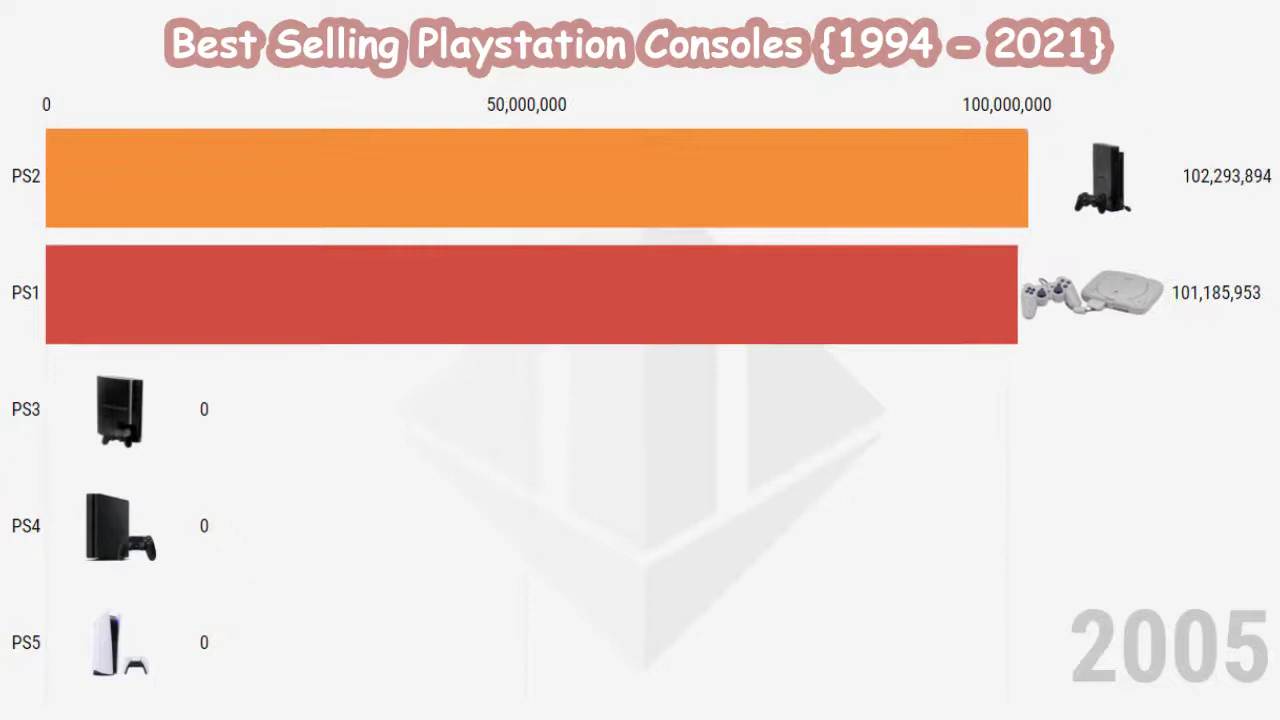 Best Selling Playstation Consoles {1994 – 2021}
0 50,000,000 100,000,000
PS2 102,293,894
PS1 101,185,953
PS3 0
PS4 0
PS5 0
2005